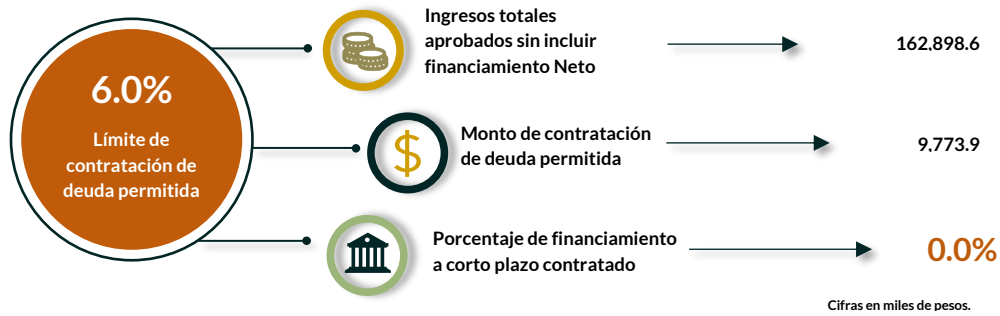 6.0%
Límite de
contratación de
deuda permitida
Ingresos totales
aprobados sin incluir
financiamiento Neto
162,898.6
$
Monto de contratación
de deuda permitida
9,773.9
Porcentaje de financiamiento
a corto plazo contratado
0.0%
Cifras en miles de pesos.